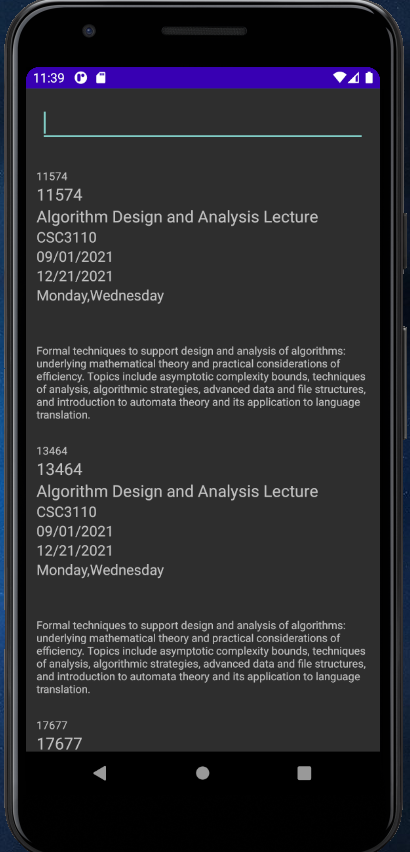 11:39
11574
11574
Algorithm Design and Analysis Lecture
CSC3110
09/01/2021
12/21/2021
Monday,Wednesday
Formal techniques to support design and analysis of algorithms:
underlying mathematical theory and practical considerations of
efficiency. Topics include asymptotic complexity bounds, techniques
of analysis, algorithmic strategies, advanced data and file structures,
and introduction to automata theory and its application to language
translation.
13464
13464
Algorithm Design and Analysis Lecture
CSC3110
09/01/2021
12/21/2021
Monday,Wednesday
Formal techniques to support design and analysis of algorithms:
underlying mathematical theory and practical considerations of
efficiency. Topics include asymptotic complexity bounds, techniques
of analysis, algorithmic strategies, advanced data and file structures,
and introduction to automata theory and its application to language
translation.
17677
17677